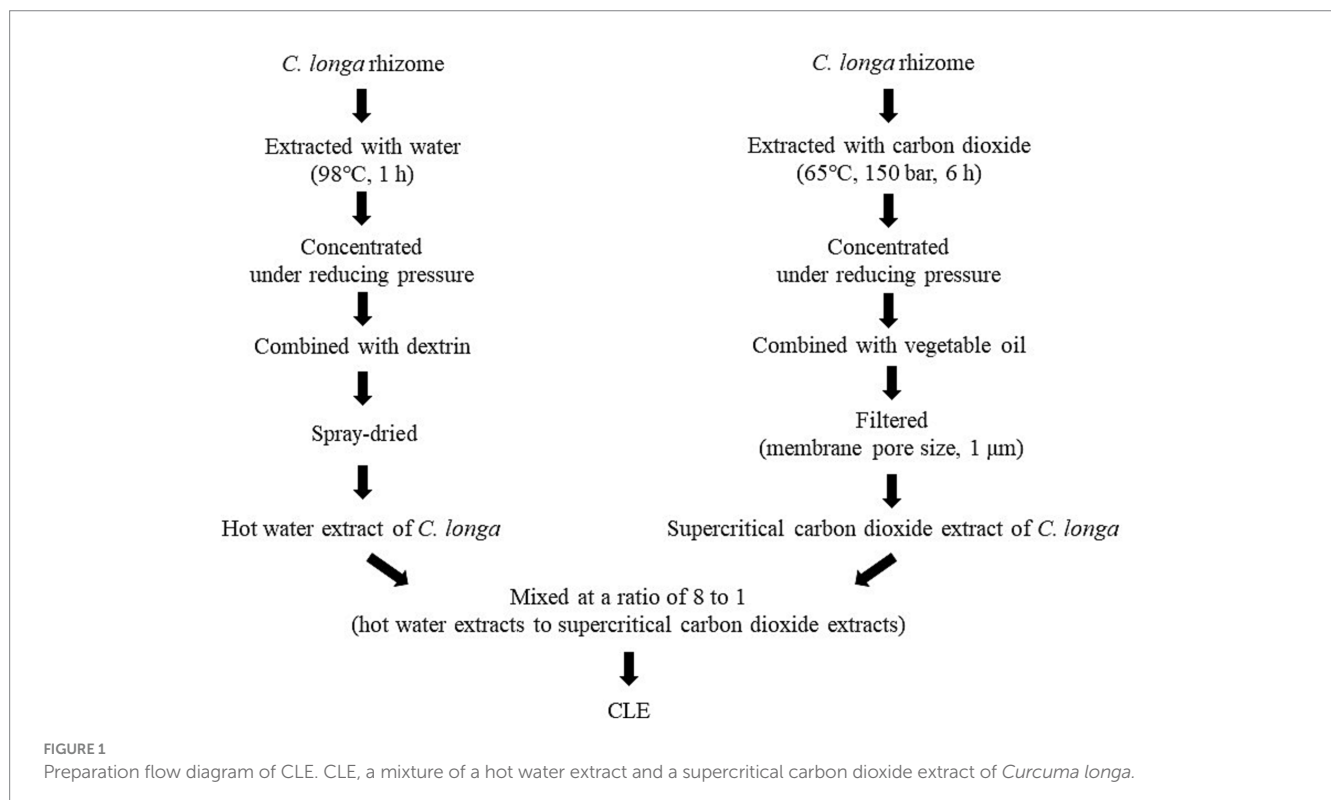 C. longa rhizome
Extracted with water
(98°C, 1 h)
Concentrated
under reducing pressure
Combined with dextrin
Spray-dried
Hot water extract of C. longa
C. longa rhizome
Extracted with carbon dioxide
(65°C, 150 bar, 6 h)
Concentrated
under reducing pressure
Combined with vegetable oil
Filtered
(membrane pore size, 1 μm)
Supercritical carbon dioxide extract of C. longa
Mixed at a ratio of 8 to 1
(hot water extracts to supercritical carbon dioxide extracts)
CLE
FIGURE 1
Preparation flow diagram of CLE. CLE, a mixture of a hot water extract and a supercritical carbon dioxide extract of Curcuma longa.